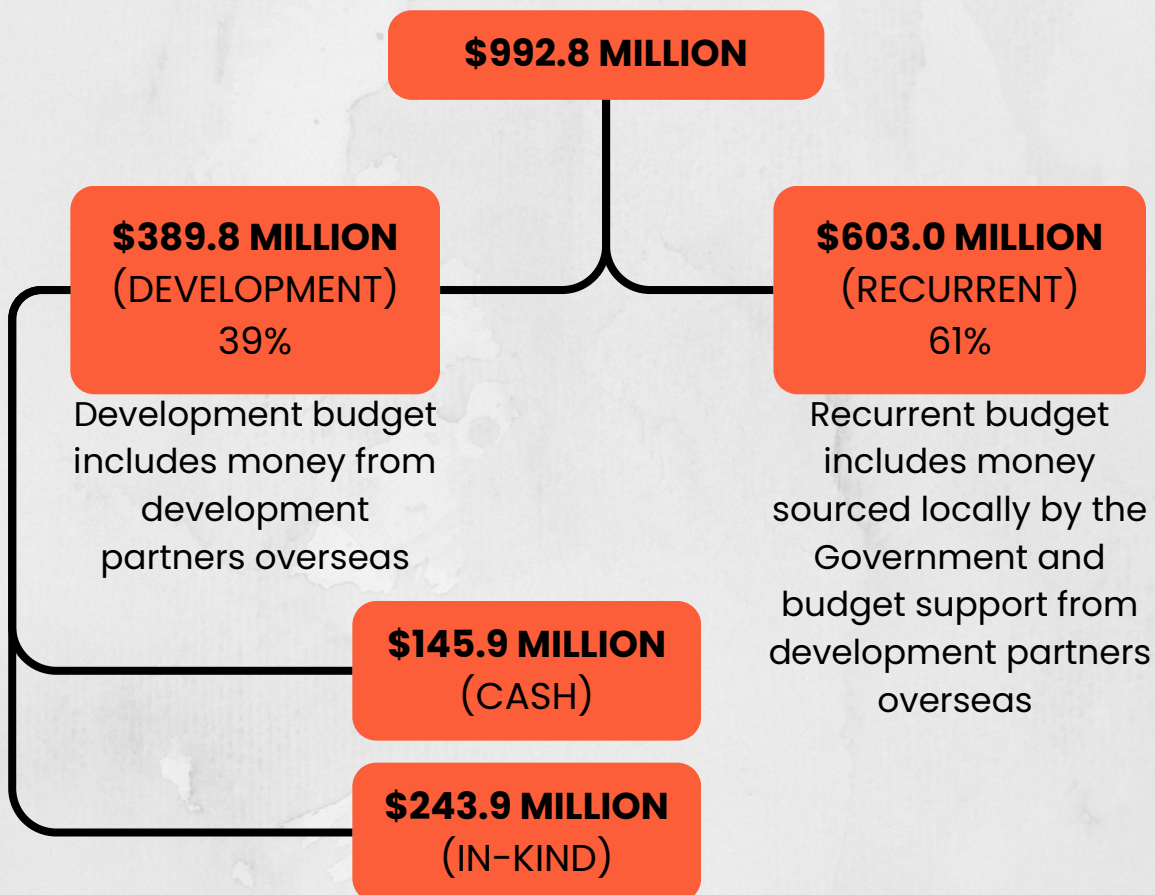 $992.8 MILLION
$389.8 MILLION
(DEVELOPMENT)
39%
Development budget
includes money from
development
partners overseas
$603.0 MILLION
(RECURRENT)
61%
Recurrent budget
includes money
sourced locally by the
Government and
budget support from
development partners
overseas
$145.9 MILLION
(CASH)
$243.9 MILLION
(IN-KIND)